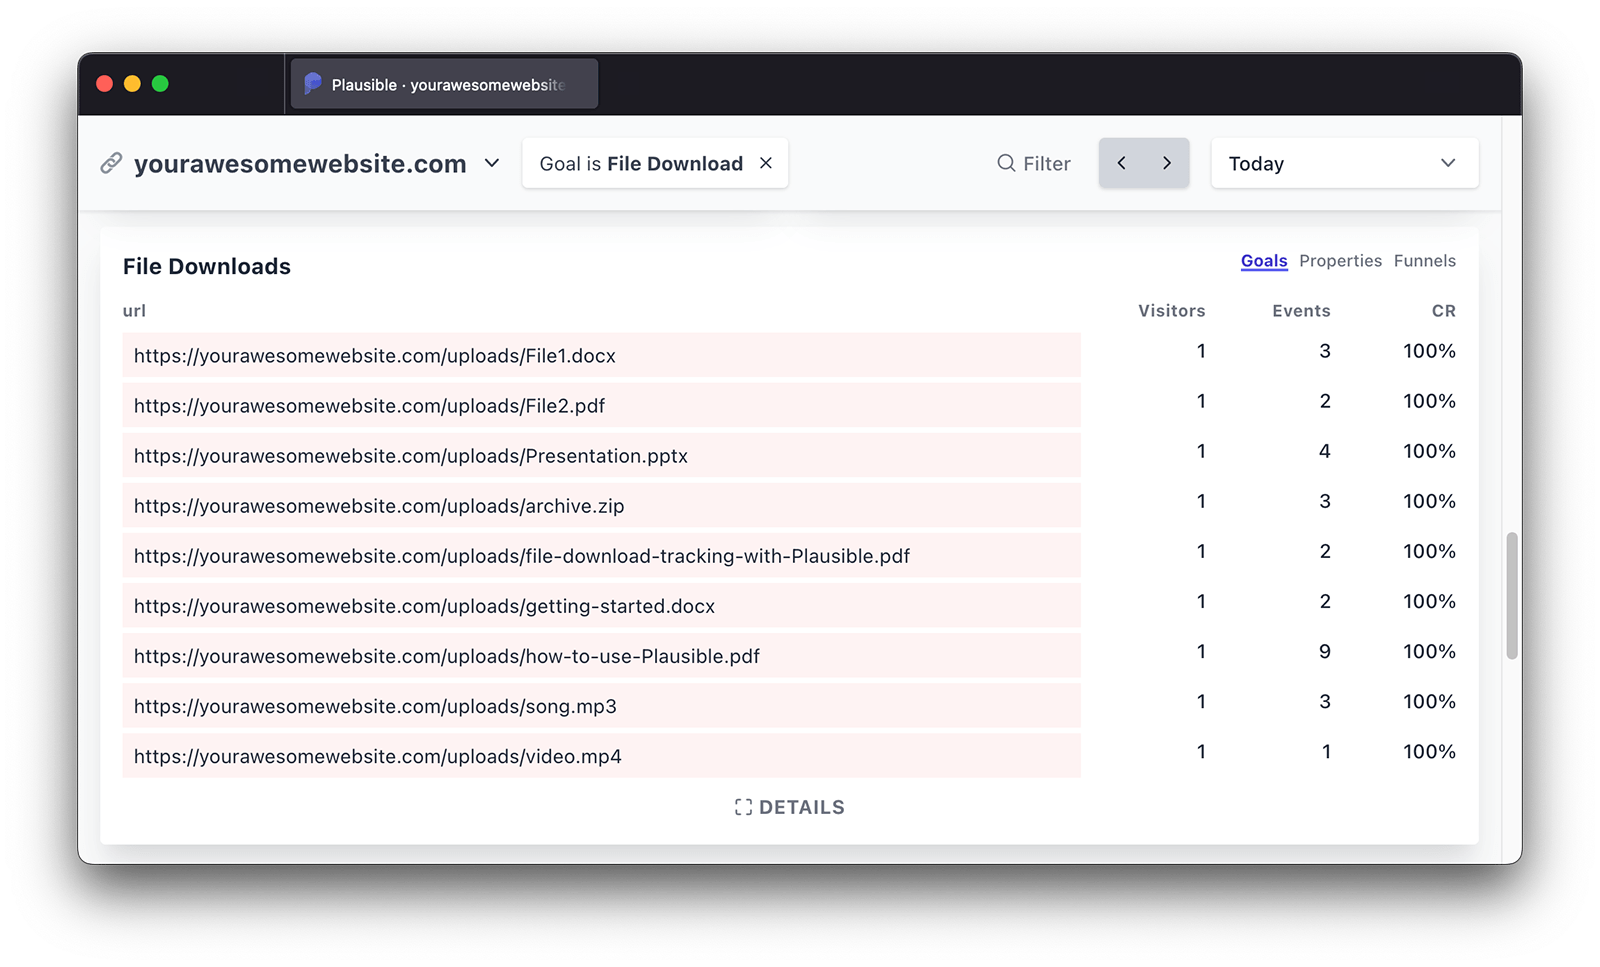 Plausible · yourawesomewebsite
yourawesomewebsite.com Goal is File Download Filter Today
File Downloads Goals Properties Funnels
url Visitors Events CR
https://yourawesomewebsite.com/uploads/File1.docx 1 3 100%
https://yourawesomewebsite.com/uploads/File2.pdf 1 2 100%
https://yourawesomewebsite.com/uploads/Presentation.pptx 1 4 100%
https://yourawesomewebsite.com/uploads/archive.zip 1 3 100%
https://yourawesomewebsite.com/uploads/file-download-tracking-with-Plausible.pdf 1 2 100%
https://yourawesomewebsite.com/uploads/getting-started.docx 1 2 100%
https://yourawesomewebsite.com/uploads/how-to-use-Plausible.pdf 1 9 100%
https://yourawesomewebsite.com/uploads/song.mp3 1 3 100%
https://yourawesomewebsite.com/uploads/video.mp4 1 1 100%
DETAILS